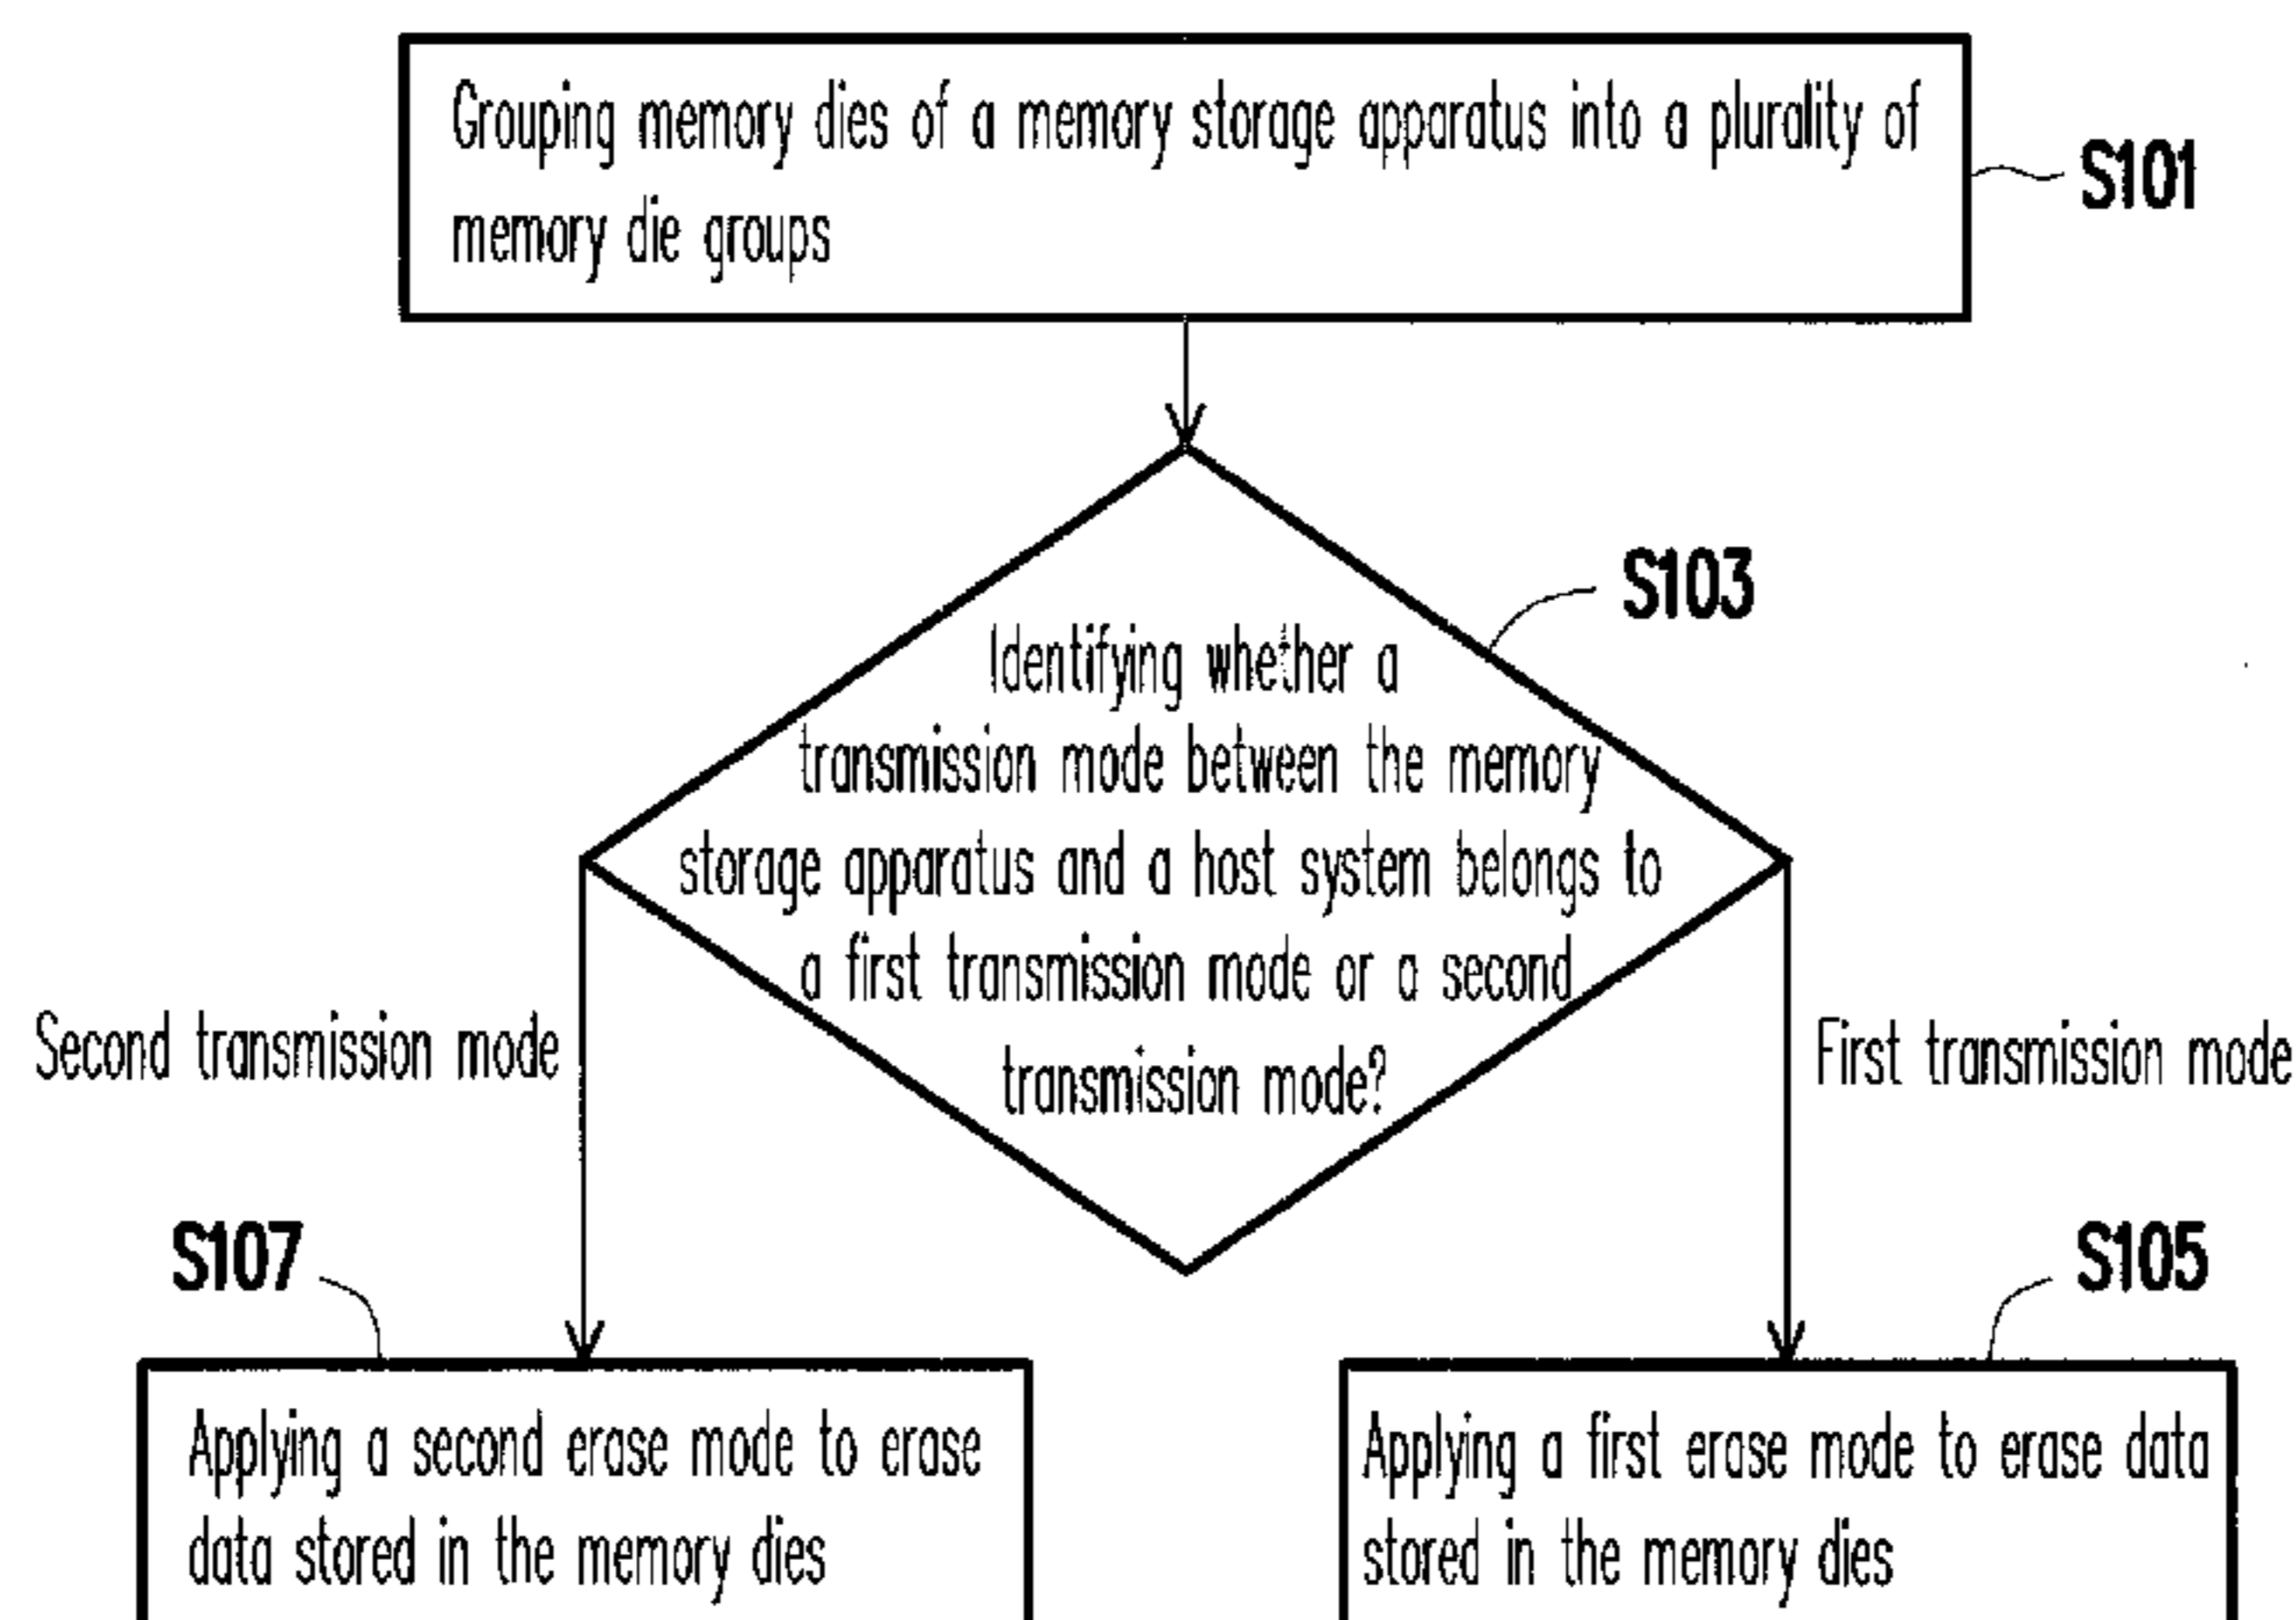 Grouping memory dies of a memory storage apparatus into a plurality of
memory die groups
S101
S103
Identifying whether a
transmission mode between the memory
storage apparatus and a host system belongs to
a first transmission mode or a second
transmission mode?
Second transmission mode
First transmission mode
S107
S105
Applying a second erase mode to erase
data stored in the memory dies
Applying a first erase mode to erase data
stored in the memory dies